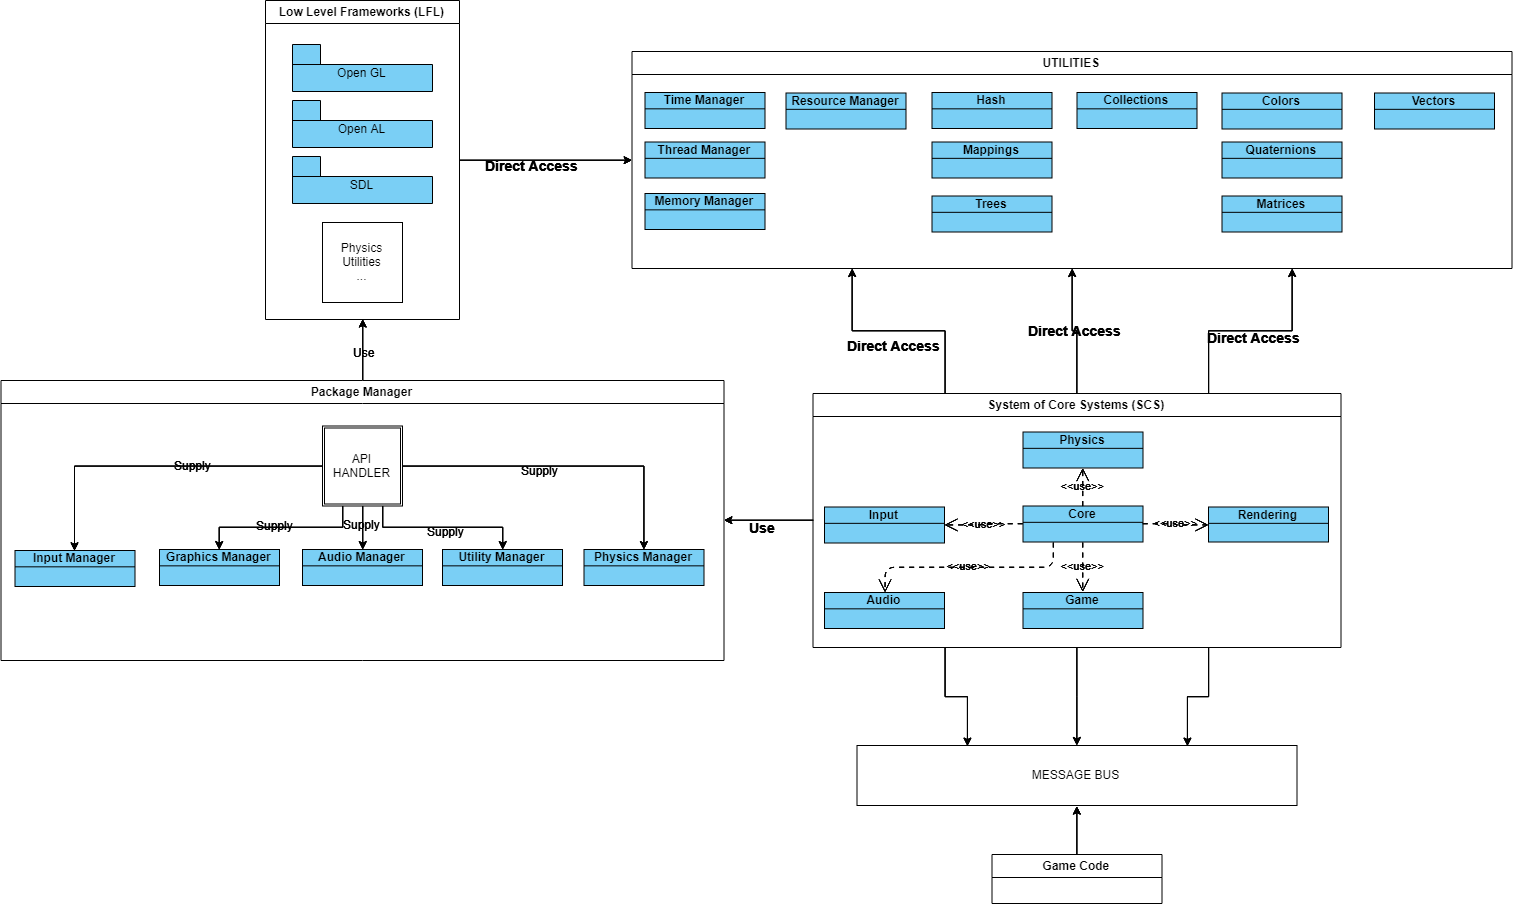 Low Level Frameworks (LFL)
Open GL
Open AL
SDL
Physics
Utilities
...
Direct Access
UTILITIES
Time Manager
Resource Manager
Hash
Collections
Colors
Vectors
Thread Manager
Mappings
Quaternions
Memory Manager
Trees
Matrices
Use
Direct Access
Direct Access
Direct Access
Package Manager
API
HANDLER
Supply
Supply
Supply
Supply
Supply
Input Manager
Graphics Manager
Audio Manager
Utility Manager
Physics Manager
Use
System of Core Systems (SCS)
Physics
<<use>>
Input
<<use>>
Core
<<use>>
Rendering
<<use>>
<<use>>
Audio
Game
MESSAGE BUS
Game Code